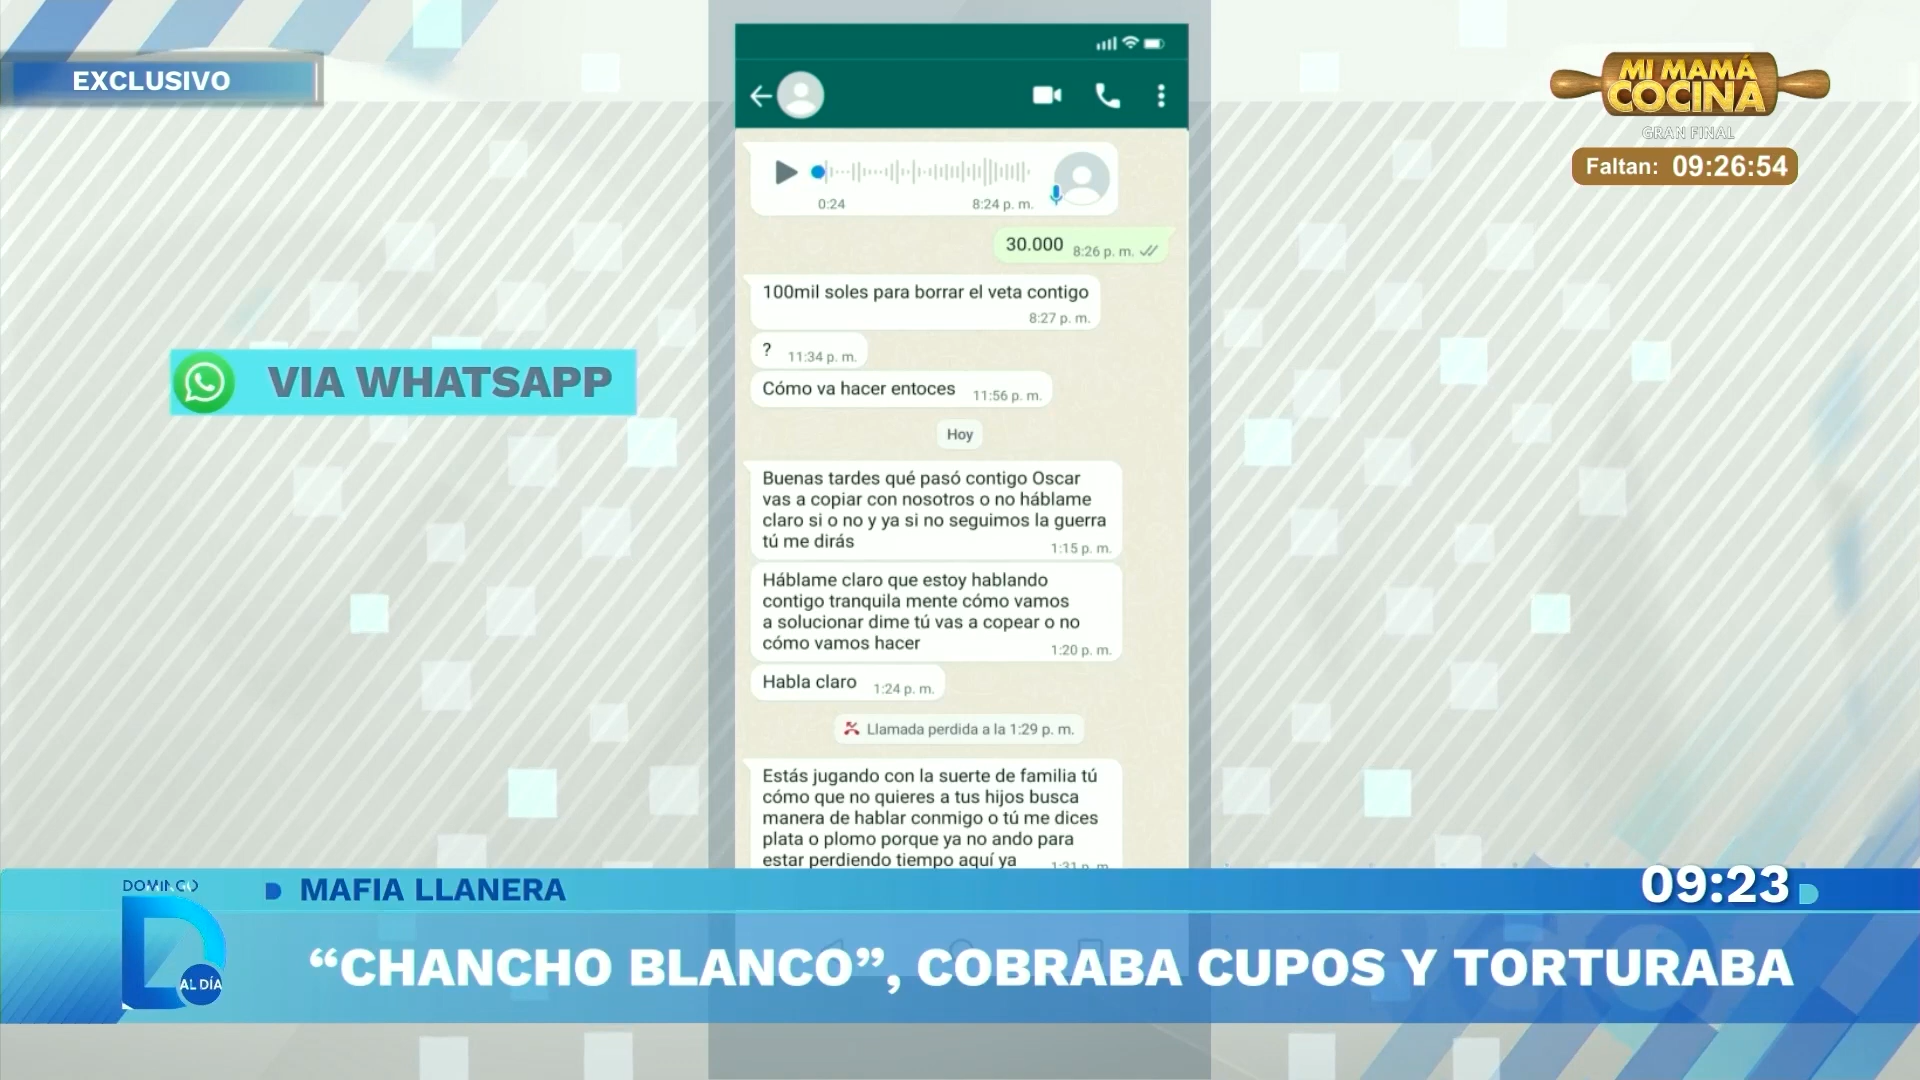 EXCLUSIVO
MI MAMÁ
COCINA
GRAN FINAL
Faltan: 09:26:54
VIA WHATSAPP
0:24
8:24 p. m.
30.000 8:26 p. m.
100mil soles para borrar el veta contigo
8:27 p. m.
? 11:34 p. m.
Cómo va hacer entoces 11:56 p. m.
Hoy
Buenas tardes qué pasó contigo Oscar
vas a copiar con nosotros o no háblame
claro si o no y ya si no seguimos la guerra
tú me dirás 1:15 p. m.
Háblame claro que estoy hablando
contigo tranquila mente cómo vamos
a solucionar dime tú vas a copear o no
cómo vamos hacer 1:20 p. m.
Habla claro 1:24 p. m.
Llamada perdida a la 1:29 p. m.
Estás jugando con la suerte de familia tú
cómo que no quieres a tus hijos busca
manera de hablar conmigo o tú me dices
plata o plomo porque ya no ando para
estar perdiendo tiempo aquí ya 1:31 p. m.
DOMINGO
AL DÍA
MAFIA LLANERA
09:23
“CHANCHO BLANCO”, COBRABA CUPOS Y TORTURABA